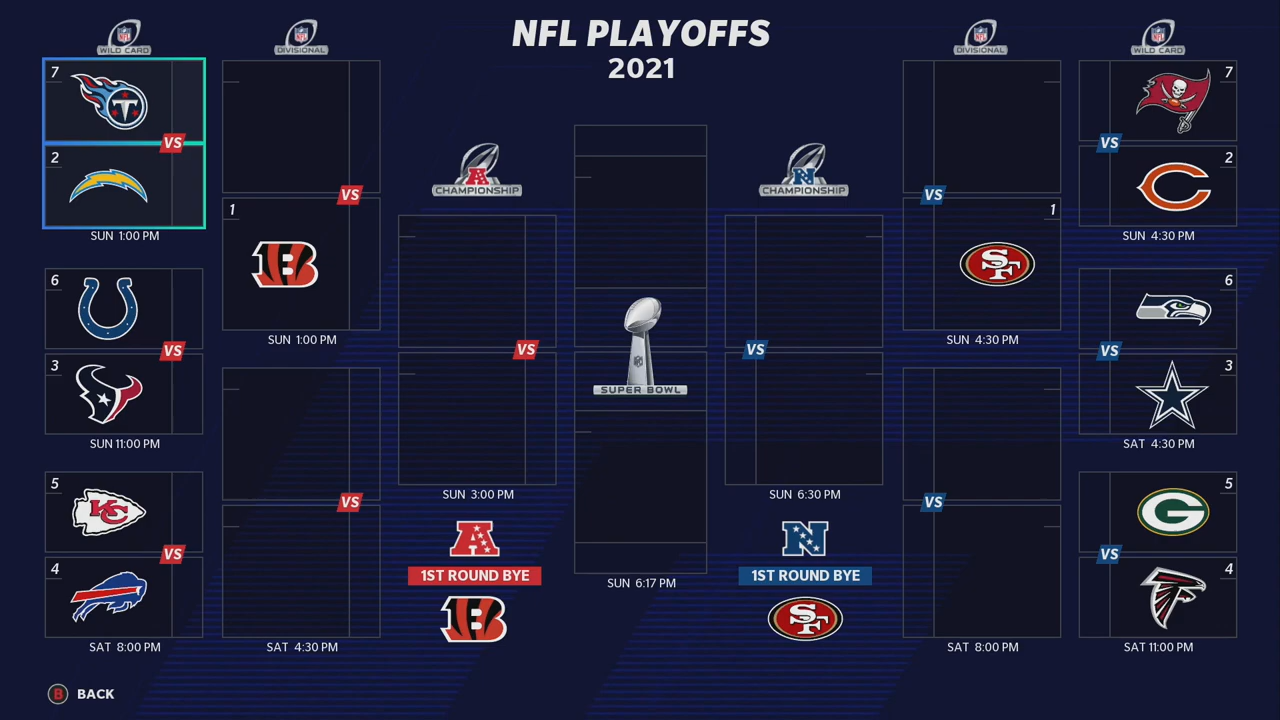 NFL PLAYOFFS
2021
WILD CARD
DIVISIONAL
DIVISIONAL
WILD CARD
7
VS
2
SUN 1:00 PM
6
VS
3
SUN 11:00 PM
5
VS
4
SAT 8:00 PM
VS
1
SUN 1:00 PM
VS
SAT 4:30 PM
A
CHAMPIONSHIP
VS
SUN 3:00 PM
A
1ST ROUND BYE
B
SUPER BOWL
SUN 6:17 PM
N
CHAMPIONSHIP
VS
SUN 6:30 PM
N
1ST ROUND BYE
SF
VS
1
SF
SUN 4:30 PM
VS
SAT 8:00 PM
7
VS
2
C
SUN 4:30 PM
6
VS
3
SAT 4:30 PM
5
G
VS
4
SAT 11:00 PM
T
KC
B
B BACK